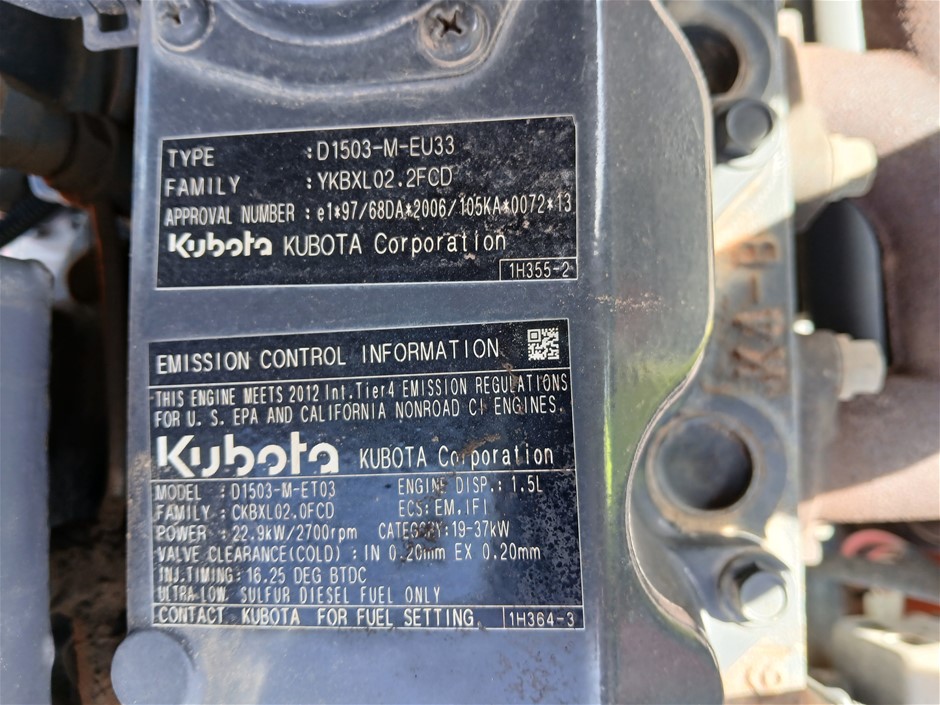 TYPE :D1503-M-EU33
FAMILY :YKBXL02.2FCD
APPROVAL NUMBER :e1*97/68DA*2006/105KA*0072*13
Kubota KUBOTA Corporation
1H355-2
EMISSION CONTROL INFORMATION
THIS ENGINE MEETS 2012 Int.Tier4 EMISSION REGULATIONS
FOR U. S. EPA AND CALIFORNIA NONROAD CI ENGINES.
Kubota KUBOTA Corporation
MODEL :D1503-M-ET03 ENGINE DISP.:1.5L
FAMILY:CKBXL02.0FCD ECS:EM,IFI
POWER :22.9kW/2700rpm CATEGORY:19-37kW
VALVE CLEARANCE(COLD) :IN 0.20mm EX 0.20mm
INJ.TIMING:16.25 DEG BTDC
ULTRA LOW SULFUR DIESEL FUEL ONLY
CONTACT KUBOTA FOR FUEL SETTING. 1H364-3
KA-B